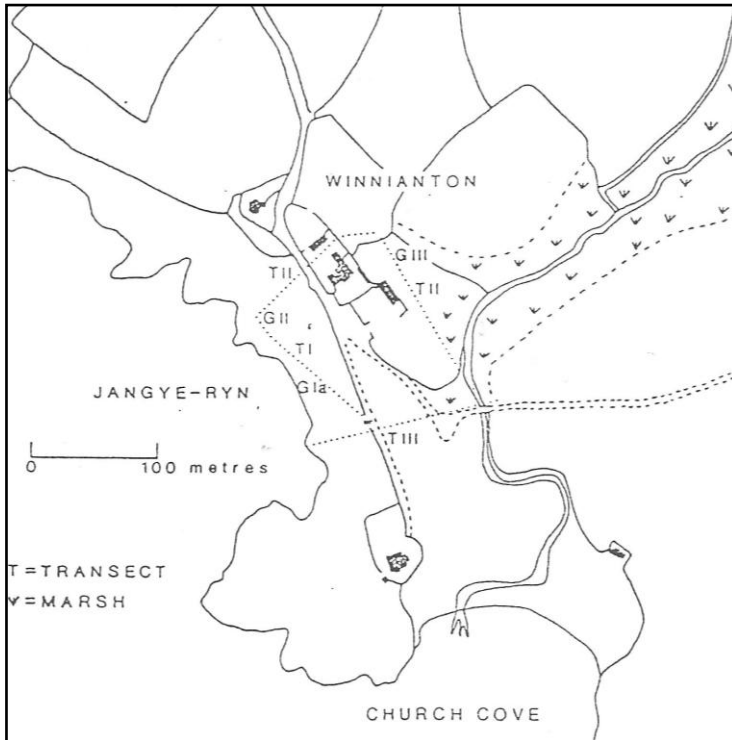 WINNIANTON
GIII
TII
TII
GII
TI
GIa
JANGYE-RYN
TIII
0 100 metres
T=TRANSECT
=MARSH
CHURCH COVE